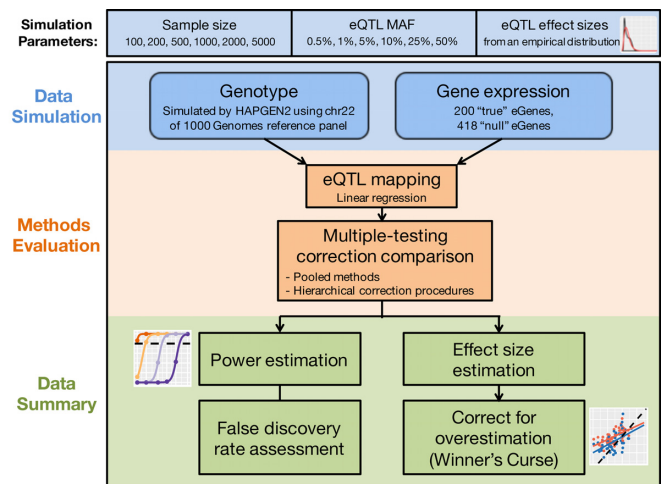 Simulation
Parameters:
Sample size
100, 200, 500, 1000, 2000, 5000
eQTL MAF
0.5%, 1%, 5%, 10%, 25%, 50%
eQTL effect sizes
from an empirical distribution
Data
Simulation
Genotype
Simulated by HAPGEN2 using chr22
of 1000 Genomes reference panel
Gene expression
200 “true” eGenes,
418 “null” eGenes
Methods
Evaluation
eQTL mapping
Linear regression
Multiple-testing
correction comparison
- Pooled methods
- Hierarchical correction procedures
Data
Summary
Power estimation
Effect size
estimation
False discovery
rate assessment
Correct for
overestimation
(Winner’s Curse)